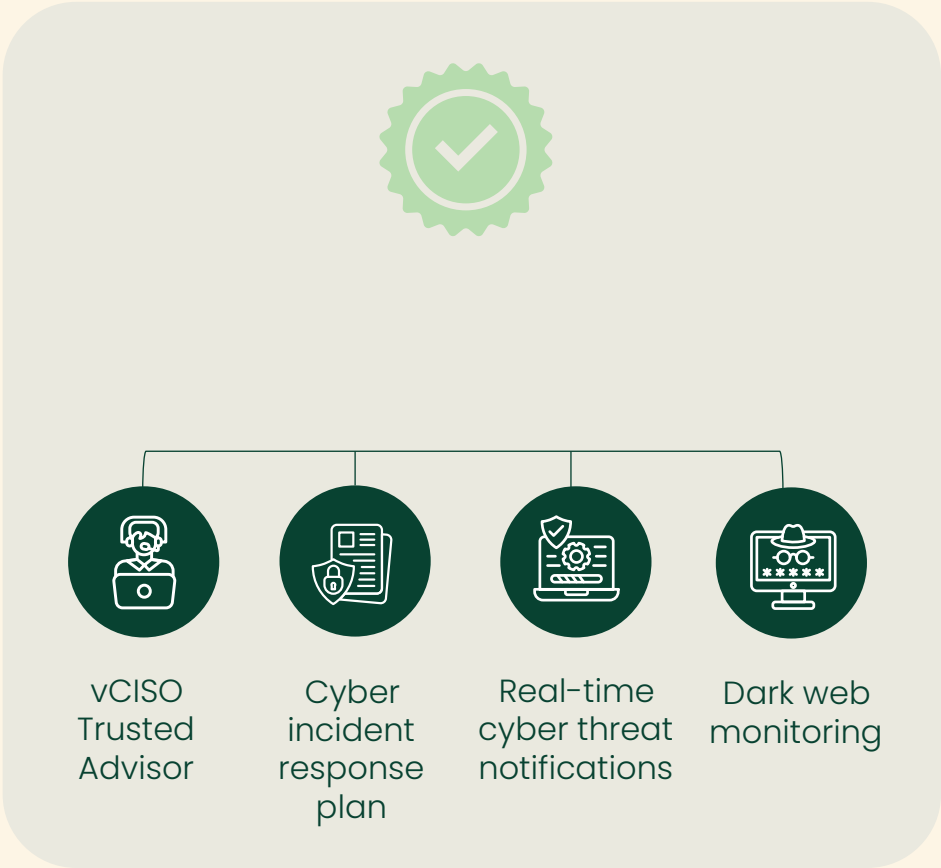 vCISO
Trusted
Advisor
Cyber
incident
response
plan
Real-time
cyber threat
notifications
Dark web
monitoring